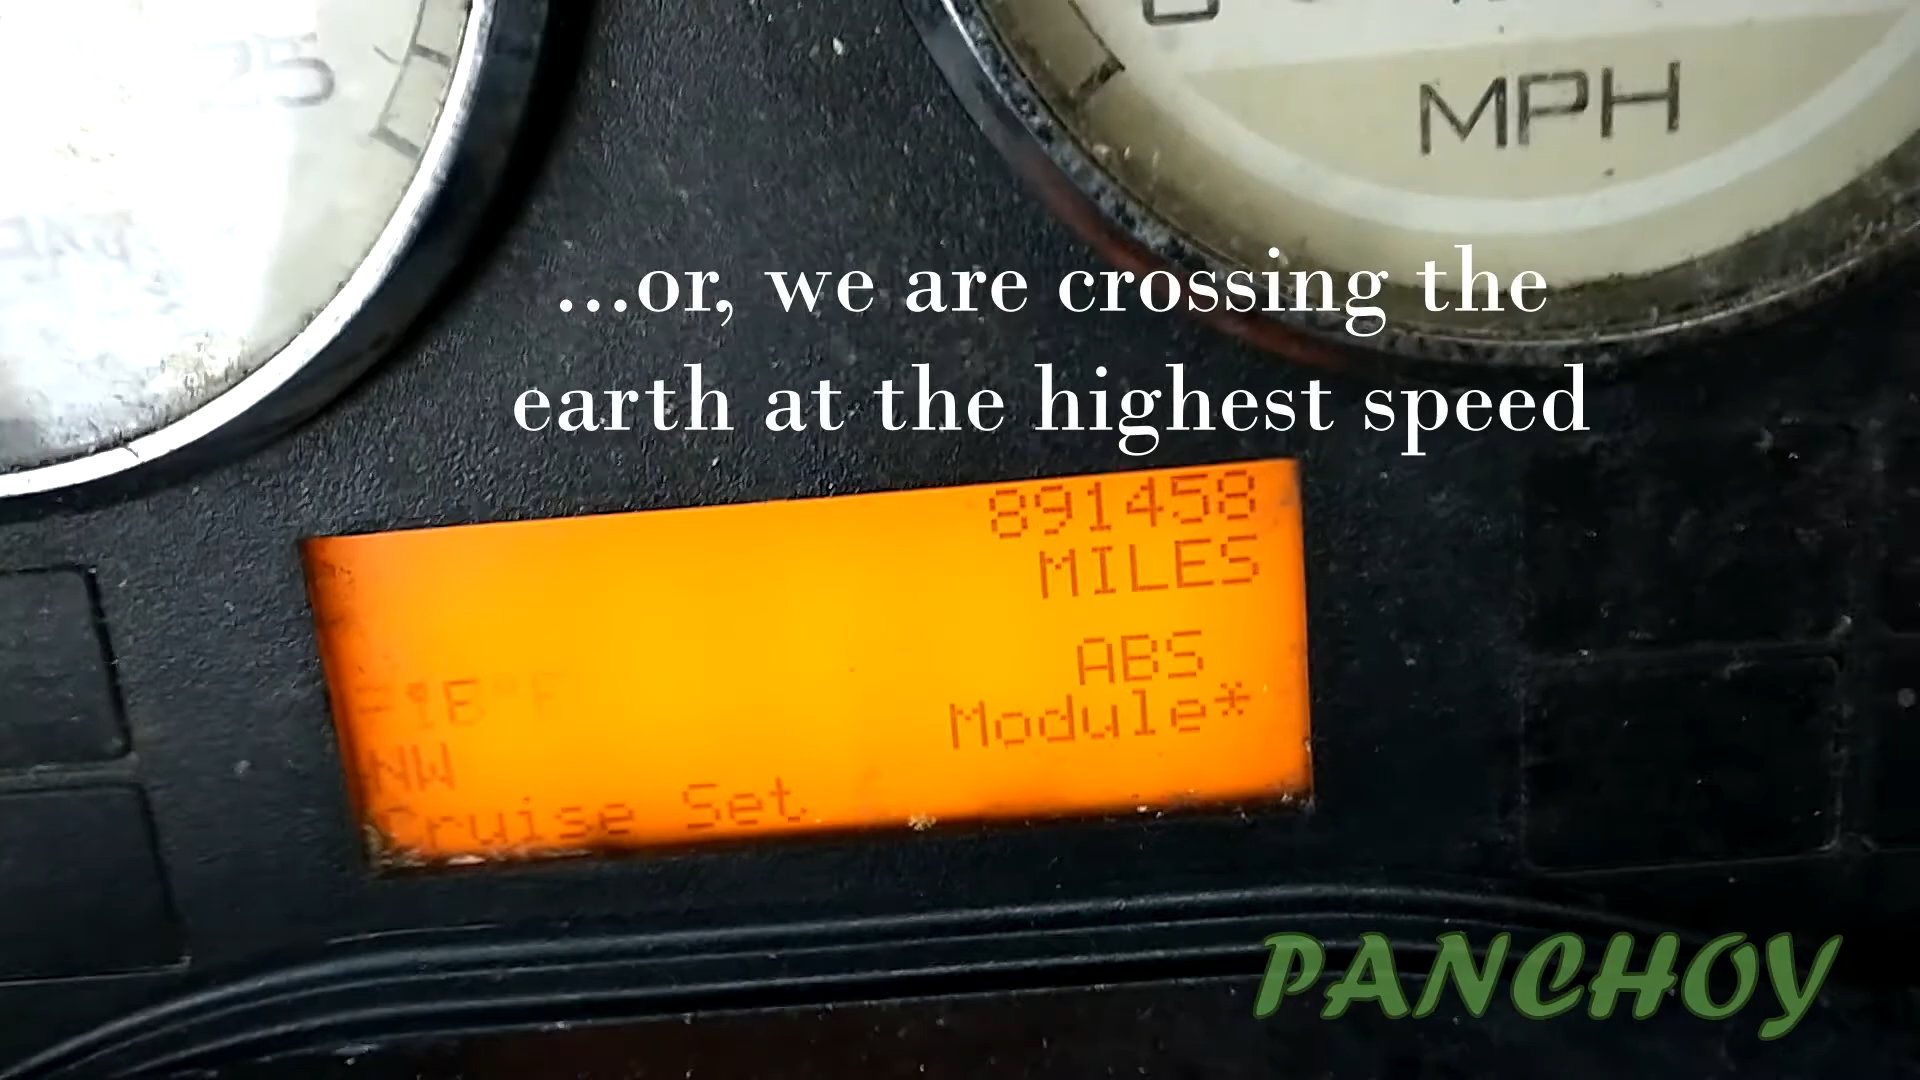 25
MPH
...or, we are crossing the
earth at the highest speed
891458
MILES
ABS
Module*
NW
Cruise Set
PANCHOY